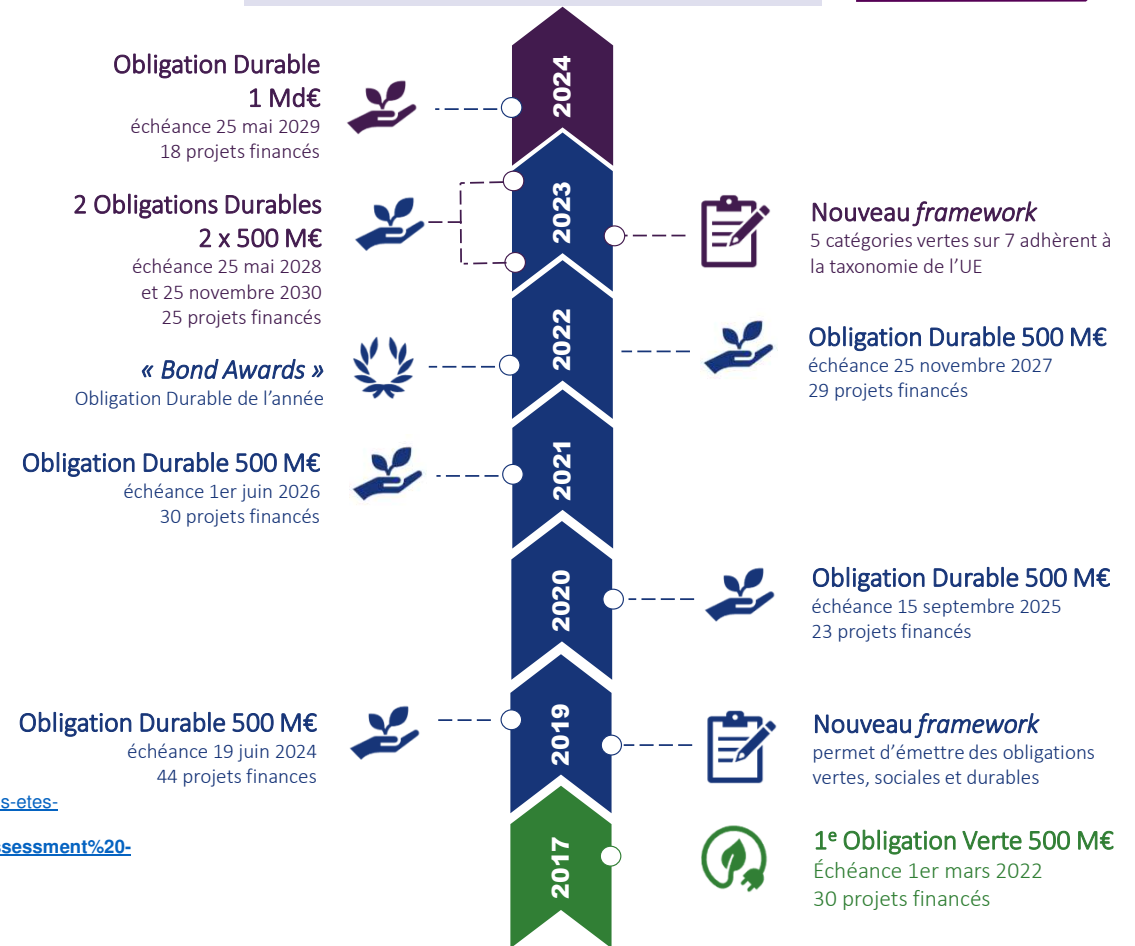 2024
Obligation Durable
1 Md€
échéance 25 mai 2029
18 projets financés
2023
2 Obligations Durables
2 x 500 M€
échéance 25 mai 2028
et 25 novembre 2030
25 projets financés
Nouveau framework
5 catégories vertes sur 7 adhèrent à
la taxonomie de l’UE
2022
« Bond Awards »
Obligation Durable de l’année
Obligation Durable 500 M€
échéance 25 novembre 2027
29 projets financés
2021
Obligation Durable 500 M€
échéance 1er juin 2026
30 projets financés
2020
Obligation Durable 500 M€
échéance 15 septembre 2025
23 projets financés
2019
Obligation Durable 500 M€
échéance 19 juin 2024
44 projets finances
Nouveau framework
permet d’émettre des obligations
vertes, sociales et durables
s-etes-
ssessment%20-
2017
1e Obligation Verte 500 M€
Échéance 1er mars 2022
30 projets financés